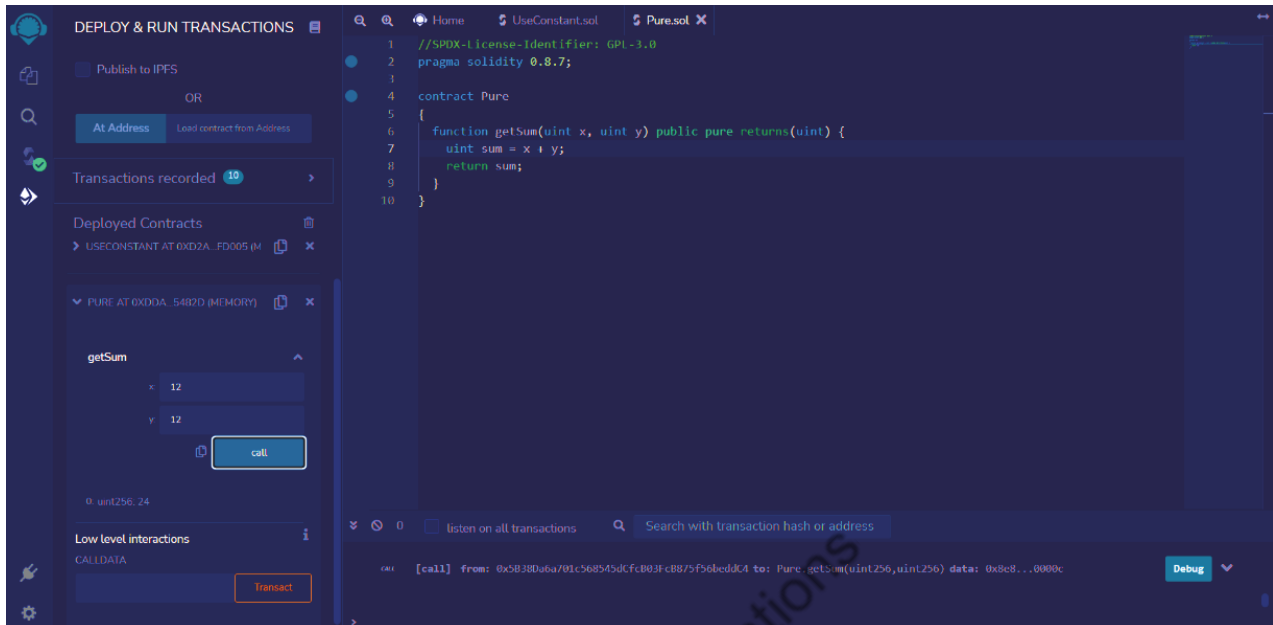 DEPLOY & RUN TRANSACTIONS
Publish to IPFS
OR
At Address
Load contract from Address
Transactions recorded 10
Deployed Contracts
USECONSTANT AT 0XD2A...FD005 (M
PURE AT 0XDDA...5482D (MEMORY)
getSum
x 12
y 12
call
0: uint256: 24
Low level interactions
i
CALLDATA
Transact
Home UseConstant.sol Pure.sol
1 //SPDX-License-Identifier: GPL-3.0
2 pragma solidity 0.8.7;
3
4 contract Pure
5 {
6 function getSum(uint x, uint y) public pure returns(uint) {
7 uint sum = x + y;
8 return sum;
9 }
10 }
0 listen on all transactions Search with transaction hash or address
CALL [call] from: 0x5B38Da6a701c568545dCfcB03FcB875f56beddC4 to: Pure.getSum(uint256,uint256) data: 0x8e8...0000c Debug
>